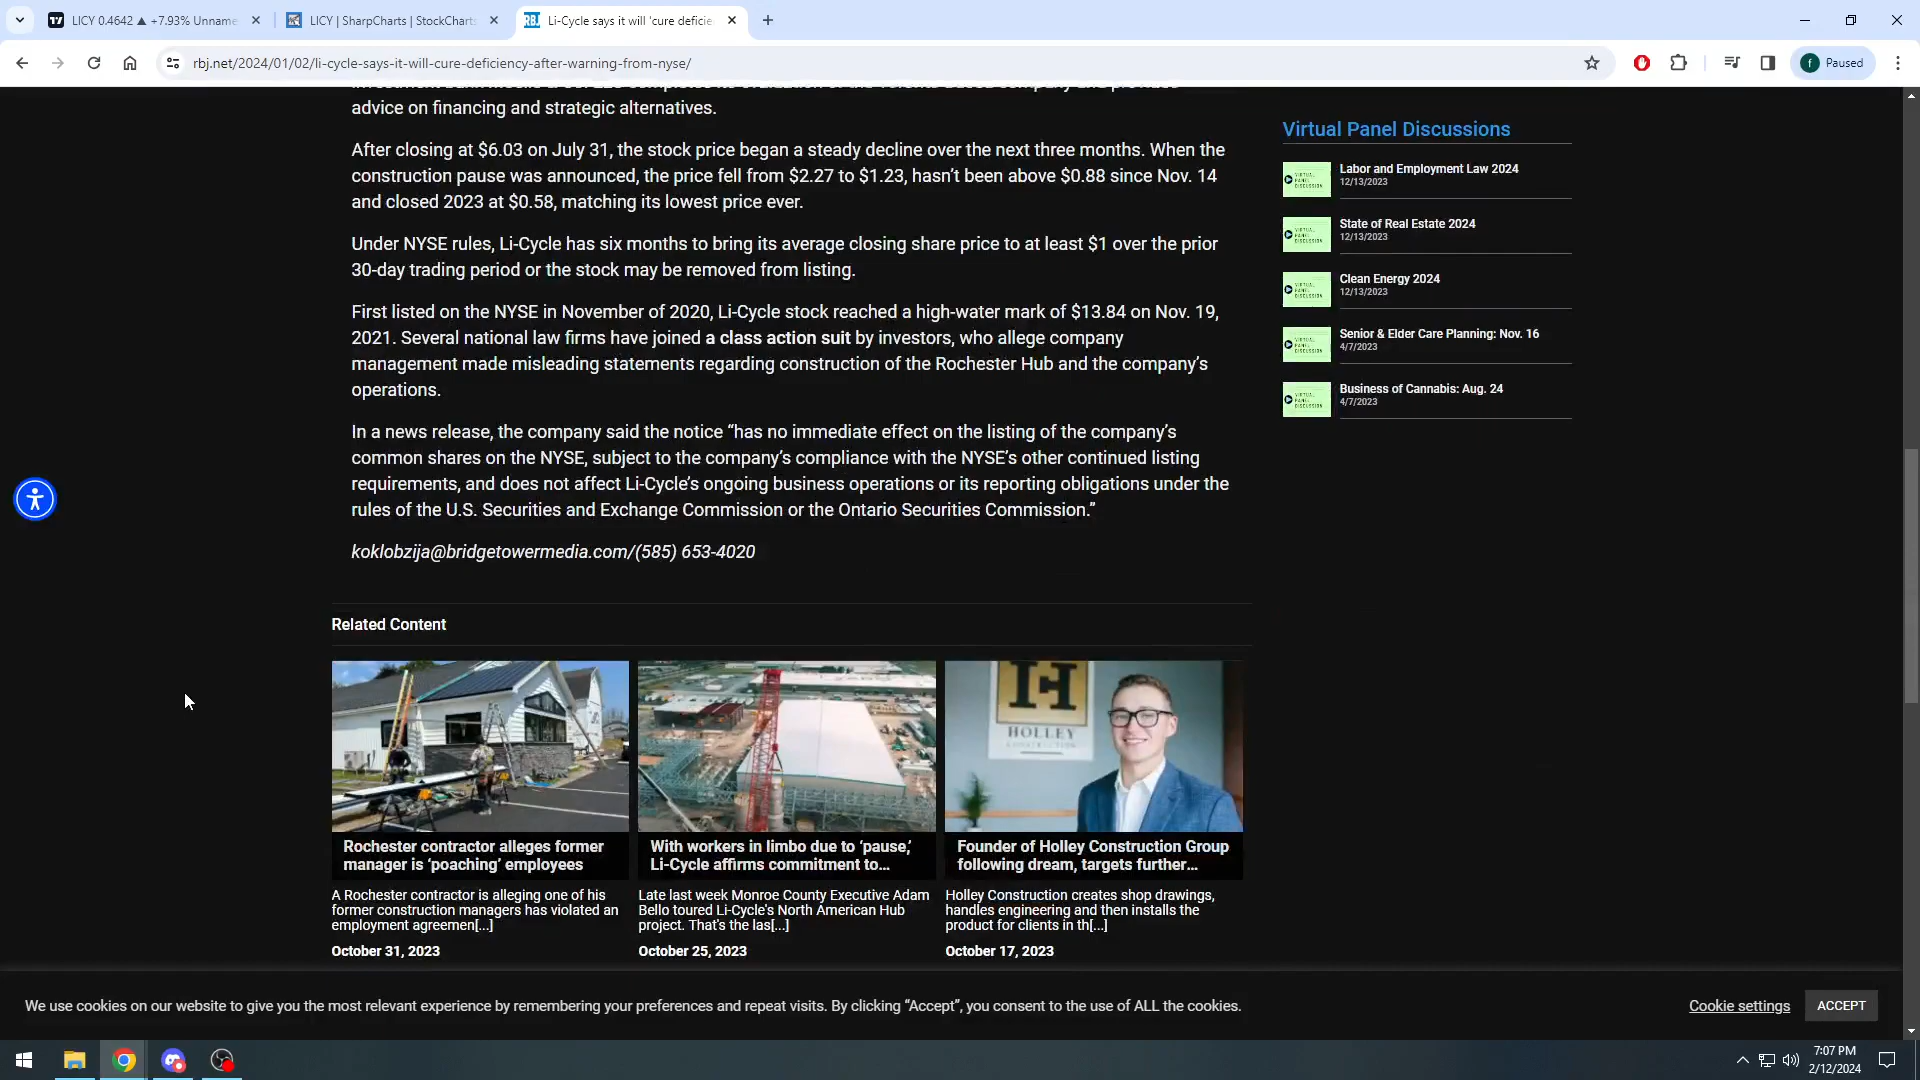 LICY 0.4642 ▲ +7.93% Unname
LICY | SharpCharts | StockChart
RBJ
Li-Cycle says it will 'cure deficie
rbj.net/2024/01/02/li-cycle-says-it-will-cure-deficiency-after-warning-from-nyse/
f Paused
advice on financing and strategic alternatives.
After closing at $6.03 on July 31, the stock price began a steady decline over the next three months. When the
construction pause was announced, the price fell from $2.27 to $1.23, hasn’t been above $0.88 since Nov. 14
and closed 2023 at $0.58, matching its lowest price ever.
Under NYSE rules, Li-Cycle has six months to bring its average closing share price to at least $1 over the prior
30-day trading period or the stock may be removed from listing.
First listed on the NYSE in November of 2020, Li-Cycle stock reached a high-water mark of $13.84 on Nov. 19,
2021. Several national law firms have joined a class action suit by investors, who allege company
management made misleading statements regarding construction of the Rochester Hub and the company’s
operations.
In a news release, the company said the notice “has no immediate effect on the listing of the company’s
common shares on the NYSE, subject to the company’s compliance with the NYSE’s other continued listing
requirements, and does not affect Li-Cycle’s ongoing business operations or its reporting obligations under the
rules of the U.S. Securities and Exchange Commission or the Ontario Securities Commission.”
koklobzija@bridgetowermedia.com/(585) 653-4020
Virtual Panel Discussions
VIRTUAL
PANEL
DISCUSSION
Labor and Employment Law 2024
12/13/2023
VIRTUAL
PANEL
DISCUSSION
State of Real Estate 2024
12/13/2023
VIRTUAL
PANEL
DISCUSSION
Clean Energy 2024
12/13/2023
VIRTUAL
PANEL
DISCUSSION
Senior & Elder Care Planning: Nov. 16
4/7/2023
VIRTUAL
PANEL
DISCUSSION
Business of Cannabis: Aug. 24
4/7/2023
Related Content
Rochester contractor alleges former
manager is ‘poaching’ employees
A Rochester contractor is alleging one of his
former construction managers has violated an
employment agreemen[...]
October 31, 2023
With workers in limbo due to ‘pause,’
Li-Cycle affirms commitment to...
Late last week Monroe County Executive Adam
Bello toured Li-Cycle's North American Hub
project. That's the las[...]
October 25, 2023
HOLLEY
CONSTRUCTION
Founder of Holley Construction Group
following dream, targets further...
Holley Construction creates shop drawings,
handles engineering and then installs the
product for clients in th[...]
October 17, 2023
We use cookies on our website to give you the most relevant experience by remembering your preferences and repeat visits. By clicking “Accept”, you consent to the use of ALL the cookies.
Cookie settings
ACCEPT
7:07 PM
2/12/2024